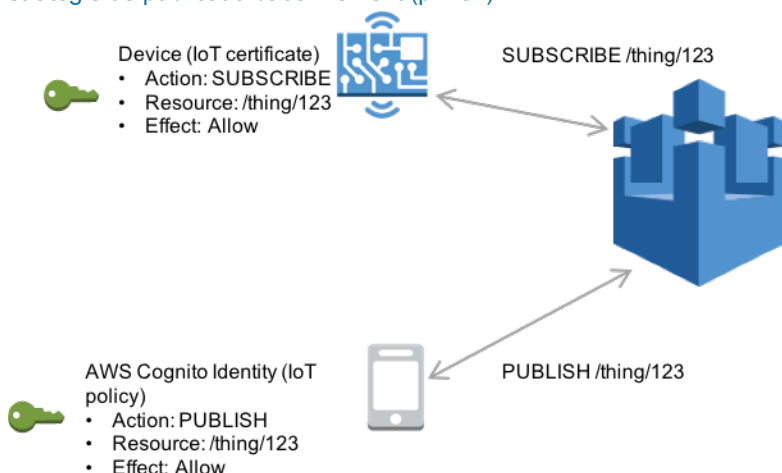 Device (IoT certificate)
• Action: SUBSCRIBE
• Resource: /thing/123
• Effect: Allow
SUBSCRIBE /thing/123
AWS Cognito Identity (IoT
policy)
• Action: PUBLISH
• Resource: /thing/123
• Effect: Allow
PUBLISH /thing/123